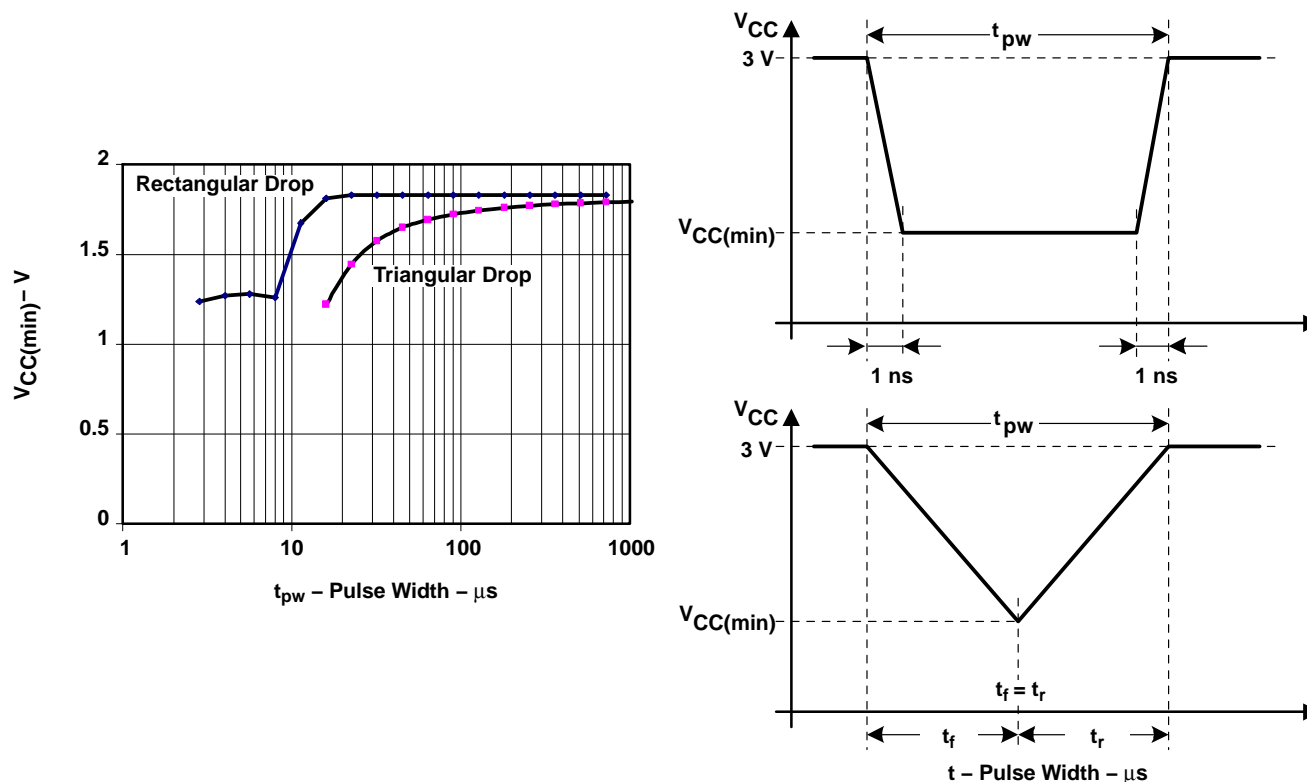 2
1.5
1
0.5
0
Rectangular Drop
Triangular Drop
VCC(min) – V
1
10
100
1000
tpw – Pulse Width – μs
VCC
3 V
tpw
VCC(min)
1 ns
1 ns
VCC
3 V
tpw
VCC(min)
tf = tr
tf
tr
t – Pulse Width – μs